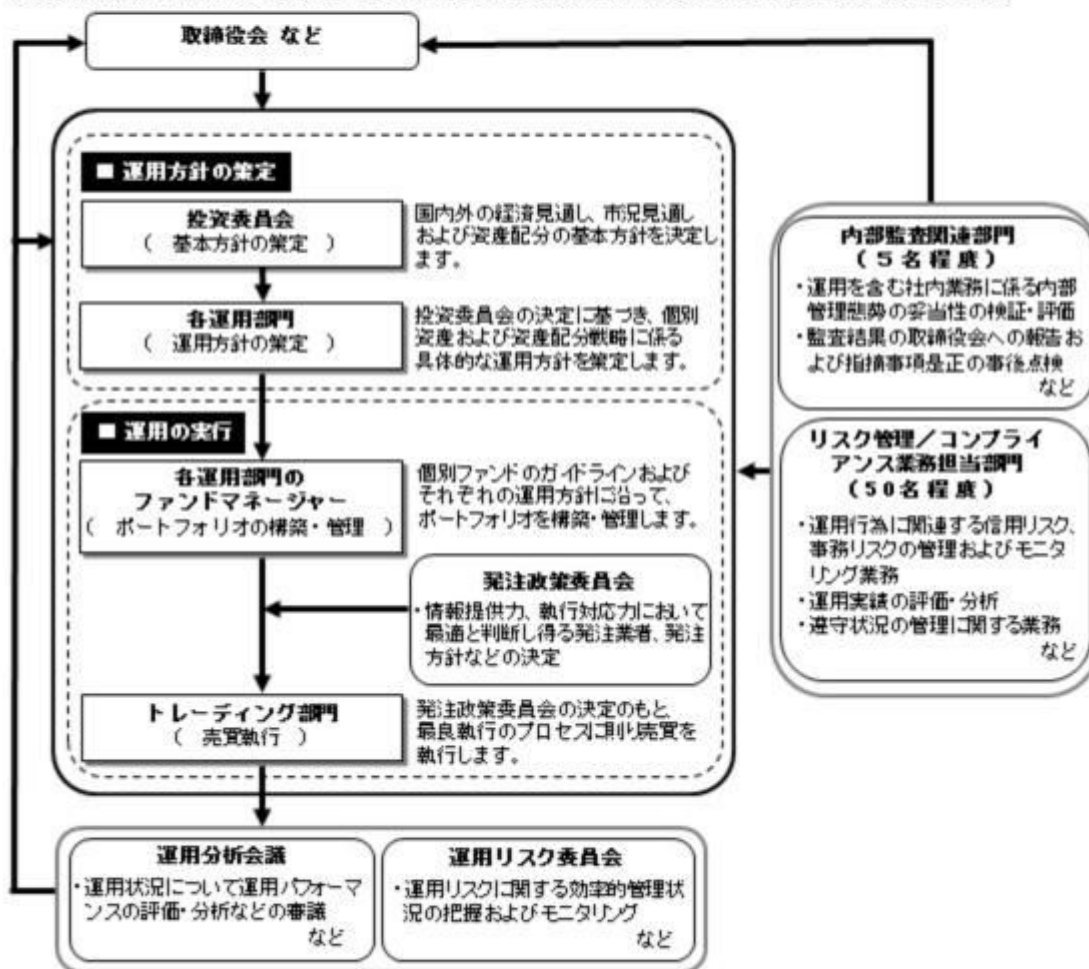 取締役会 など
■ 運用方針の策定
投資委員会
（ 基本方針の策定 ）
国内外の経済見通し、市況見通し
および資産配分の基本方針を決定し
ます。
各運用部門
（ 運用方針の策定 ）
投資委員会の決定に基づき、個別
資産および資産配分戦略に係る
具体的な運用方針を策定します。
■ 運用の実行
各運用部門の
ファンドマネージャー
（ ポートフォリオの構築・管理 ）
個別ファンドのガイドラインおよび
それぞれの運用方針に沿って、
ポートフォリオを構築・管理します。
発注政策委員会
・情報提供力、執行対応力において
最適と判断し得る発注業者、発注
方針などの決定
トレーディング部門
（ 売買執行 ）
発注政策委員会の決定のもと、
最良執行のプロセスに則り売買を
執行します。
運用分析会議
・運用状況について運用パフォーマ
ンスの評価・分析などの審議
など
運用リスク委員会
・運用リスクに関する効率的管理状
況の把握およびモニタリング
など
内部監査関連部門
（５名程度）
・運用を含む社内業務に係る内部
管理態勢の妥当性の検証・評価
・監査結果の取締役会への報告お
よび指摘事項是正の事後点検
など
リスク管理／コンプライ
アンス業務担当部門
（50名程度）
・運用行為に関連する信用リスク、
事務リスクの管理およびモニタ
リング業務
・運用実績の評価・分析
・遵守状況の管理に関する業務
など